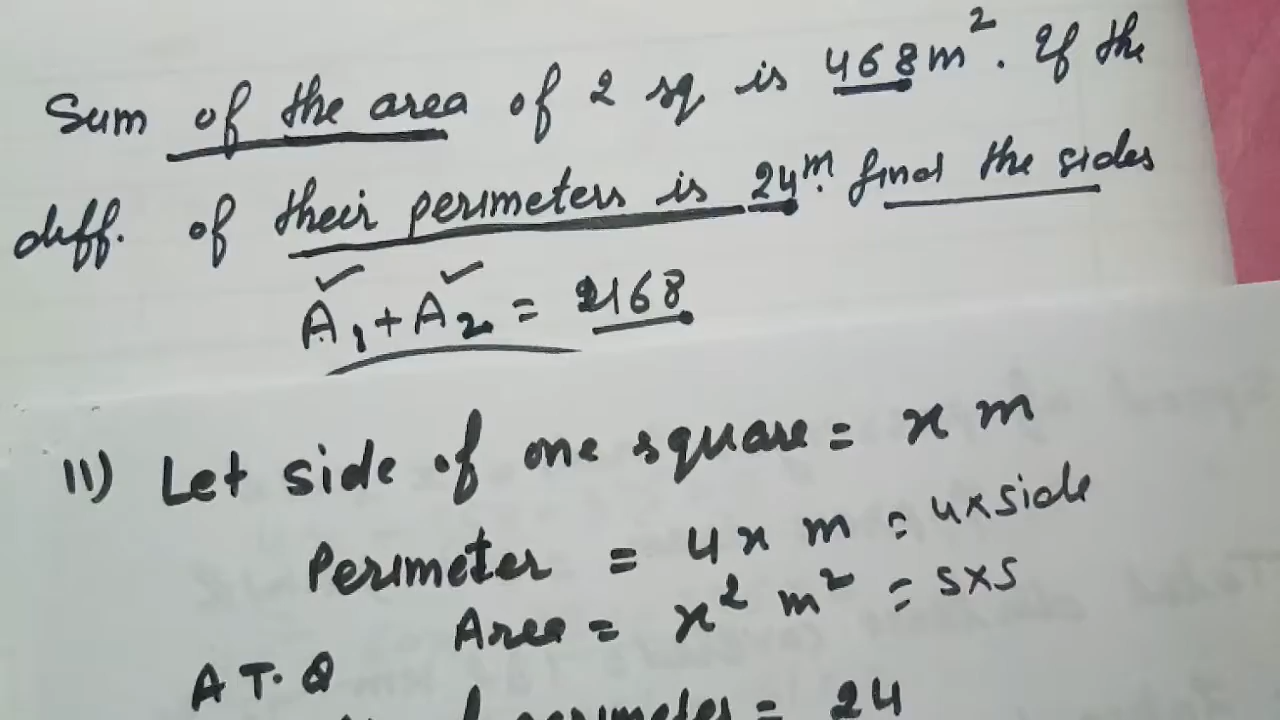 Sum of the area of 2 sq is 468m². If the
diff. of their perimeters is 24m. find the sides
A₁+A₂ = 2168
11) Let side of one square = x m
Perimeter = 4x m = 4×side
Area = x² m² = s×s
A T. Q
perimeter = 24